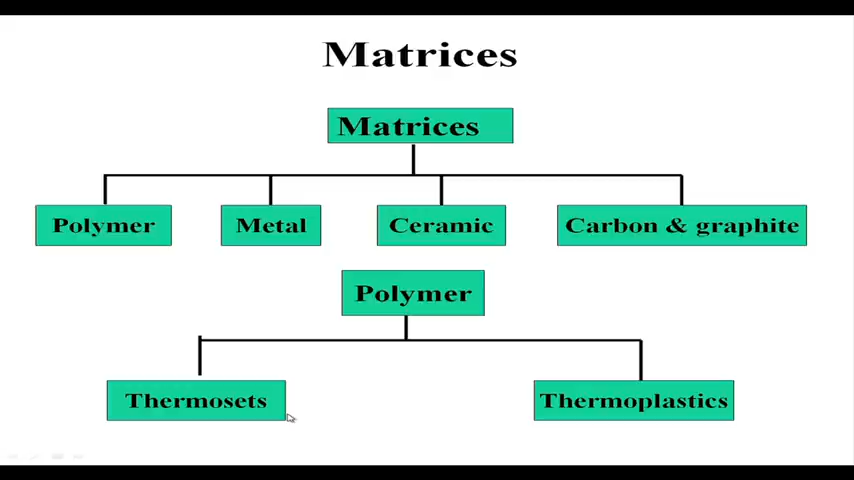 Matrices
Matrices
Polymer Metal Ceramic Carbon & graphite
Polymer
Thermosets Thermoplastics